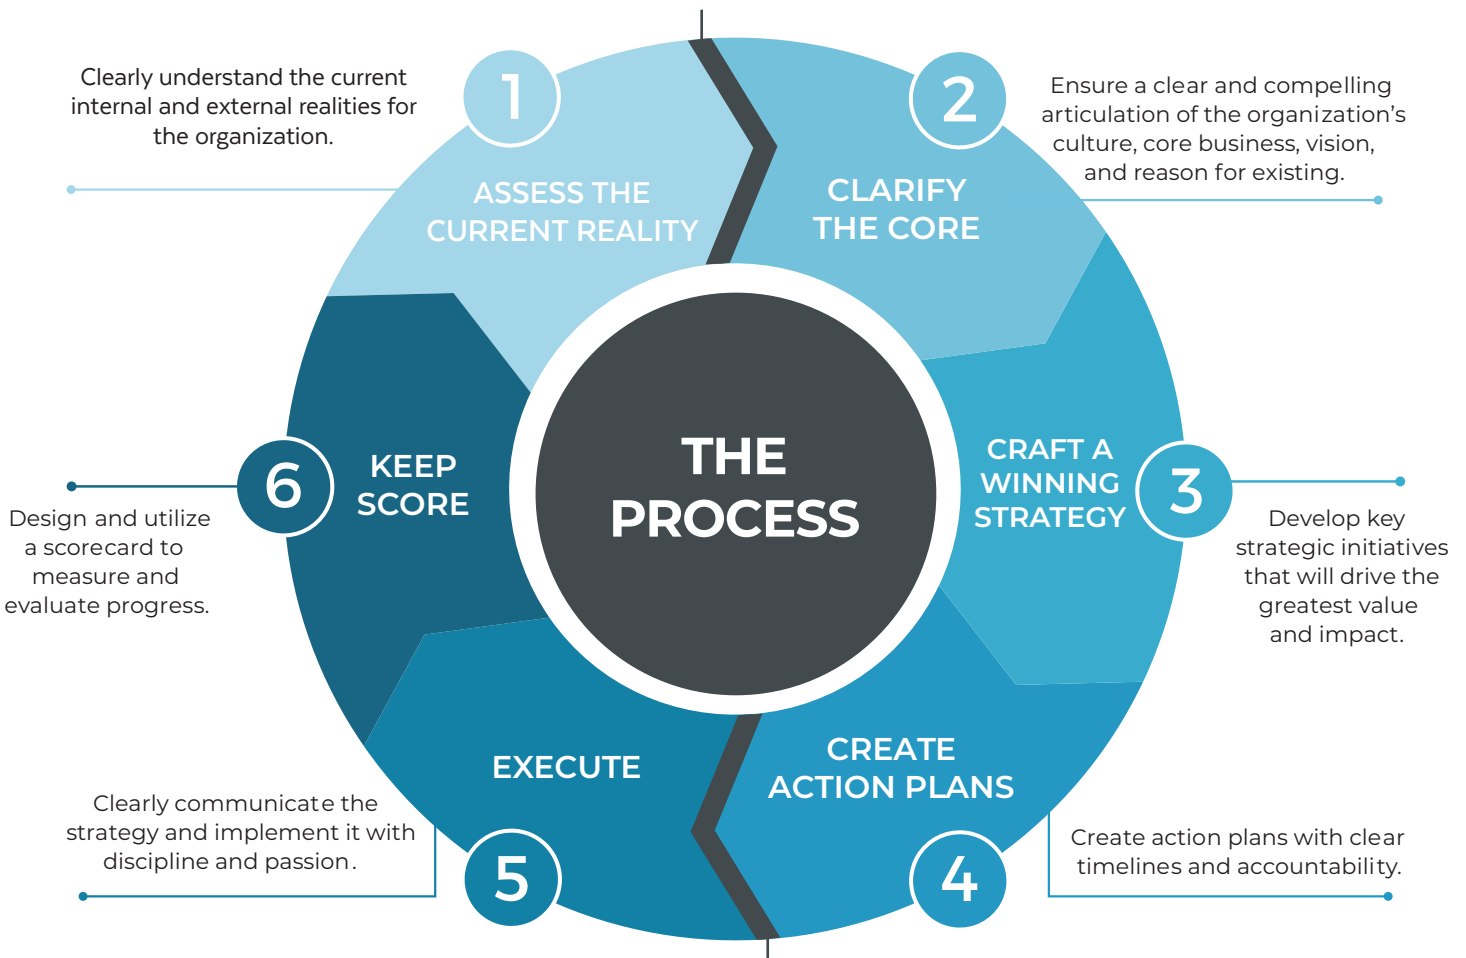 1
Clearly understand the current
internal and external realities for
the organization.
ASSESS THE
CURRENT REALITY
2
Ensure a clear and compelling
articulation of the organization’s
culture, core business, vision,
and reason for existing.
CLARIFY
THE CORE
3
CRAFT A
WINNING
STRATEGY
Develop key
strategic initiatives
that will drive the
greatest value
and impact.
4
CREATE
ACTION PLANS
Create action plans with clear
timelines and accountability.
5
EXECUTE
Clearly communicate the
strategy and implement it with
discipline and passion.
6
KEEP
SCORE
Design and utilize
a scorecard to
measure and
evaluate progress.
THE
PROCESS